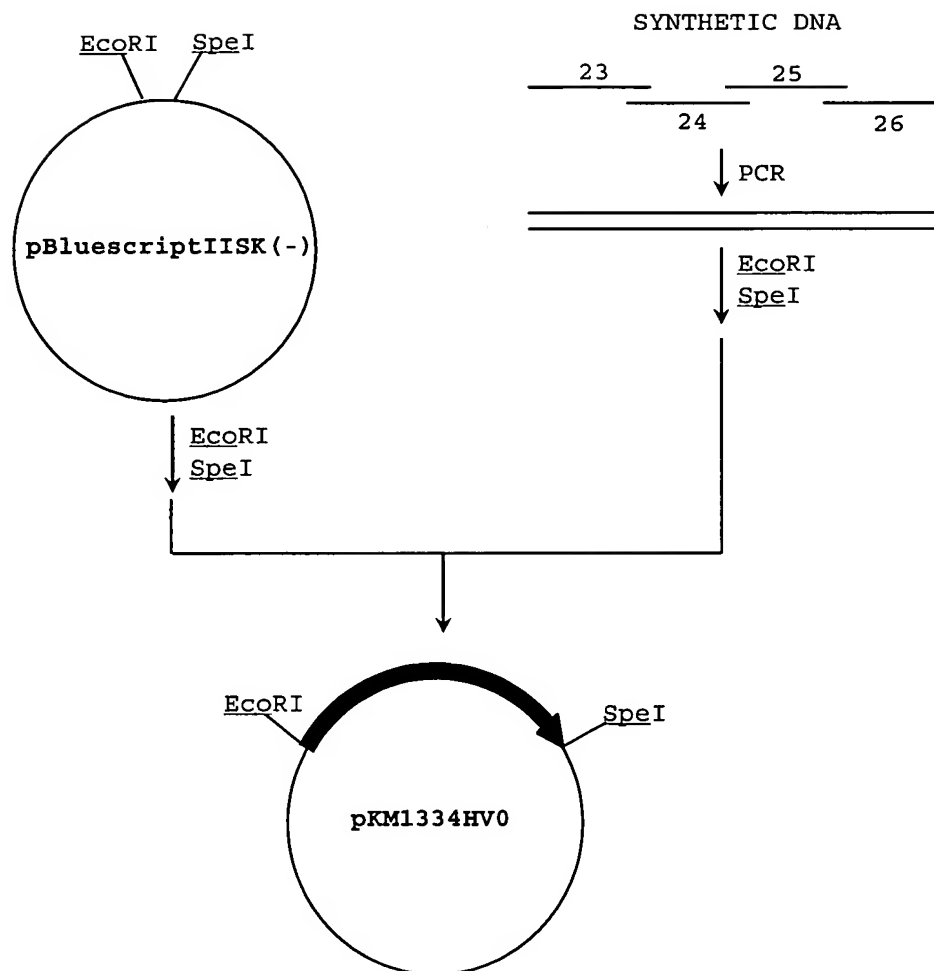 SYNTHETIC DNA
EcoRI SpeI
23 25
24 26
PCR
pBluescriptIISK(-)
EcoRI
SpeI
EcoRI
SpeI
EcoRI
SpeI
pKM1334HV0